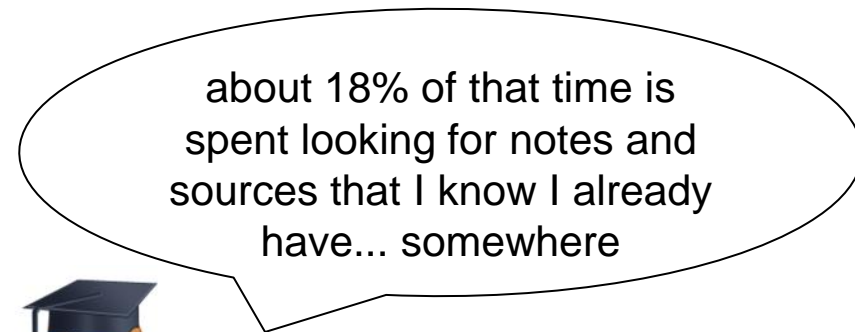 about 18% of that time is
spent looking for notes and
sources that I know I already
have... somewhere